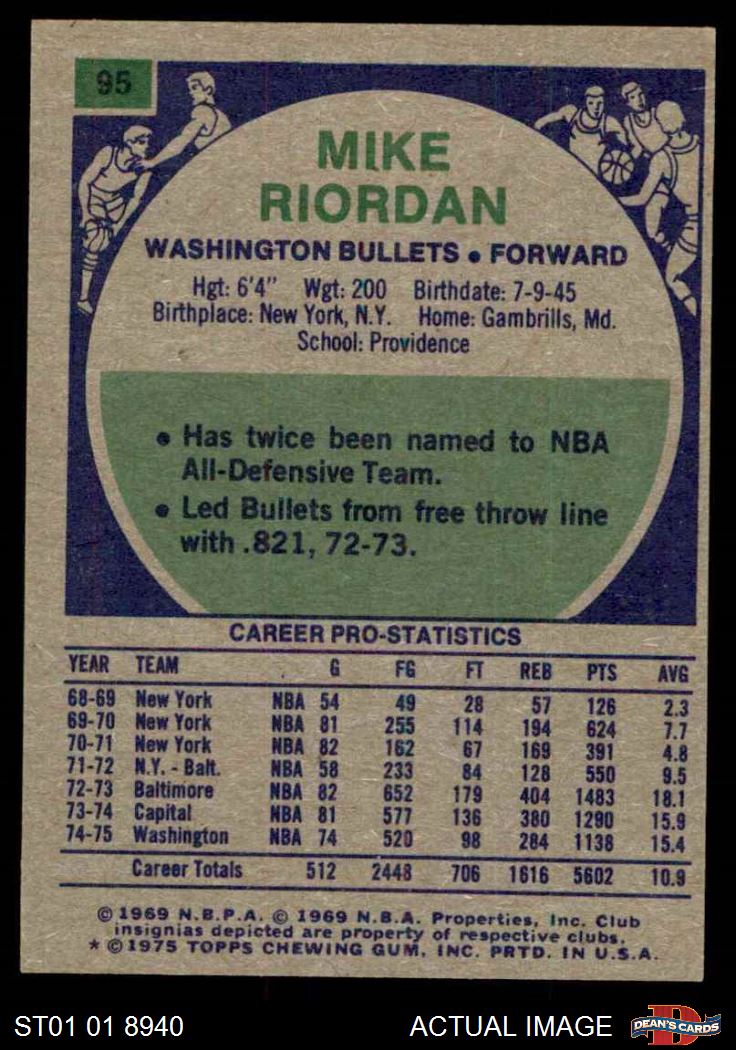 95
MIKE
RIORDAN
WASHINGTON BULLETS • FORWARD
Hgt: 6'4" Wgt: 200 Birthdate: 7-9-45
Birthplace: New York, N.Y. Home: Gambrills, Md.
School: Providence
• Has twice been named to NBA
All-Defensive Team.
• Led Bullets from free throw line
with .821, 72-73.
CAREER PRO-STATISTICS
YEAR TEAM G FG FT REB PTS AVG
68-69 New York NBA 54 49 28 57 126 2.3
69-70 New York NBA 81 255 114 194 624 7.7
70-71 New York NBA 82 162 67 169 391 4.8
71-72 N.Y. - Balt. NBA 58 233 84 128 550 9.5
72-73 Baltimore NBA 82 652 179 404 1483 18.1
73-74 Capital NBA 81 577 136 380 1290 15.9
74-75 Washington NBA 74 520 98 284 1138 15.4
Career Totals 512 2448 706 1616 5602 10.9
© 1969 N.B.P.A. © 1969 N.B.A. Properties, Inc. Club
insignias depicted are property of respective clubs.
* © 1975 TOPPS CHEWING GUM, INC. PRTD. IN U.S.A.
ST01 01 8940 ACTUAL IMAGE D DEAN'S CARDS